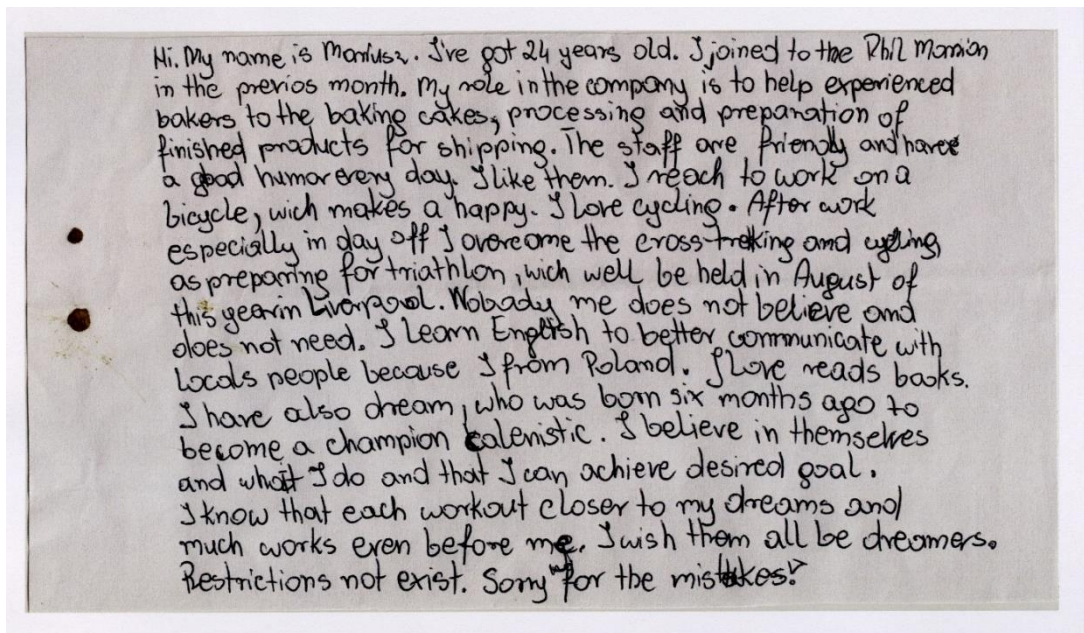 Hi. My name is Mariusz. I've got 24 years old. I joined to the Phil Morrion
in the previos month. My role in the company is to help experienced
bakers to the baking cakes, processing and preparation of
finished products for shipping. The staff are friendly and have
a good humor every day. I like them. I reach to work on a
bicycle, wich makes a happy. I love cycling. After work
especially in day off I overcome the cross-treking and cycling,
as preparing for triathlon, wich well be held in August of
this year in Liverpool. Nobady me does not believe and
does not need. I learn English to better communicate with
locals people because I from Poland. I love reads books.
I have also dream, who was born six months ago to
become a champion calenistic. I believe in themselves
and what I do and that I can achieve desired goal.
I know that each workout closer to my dreams and
much works even before me. I wish them all be dreamers.
Restrictions not exist. Sorry for the mistakes.